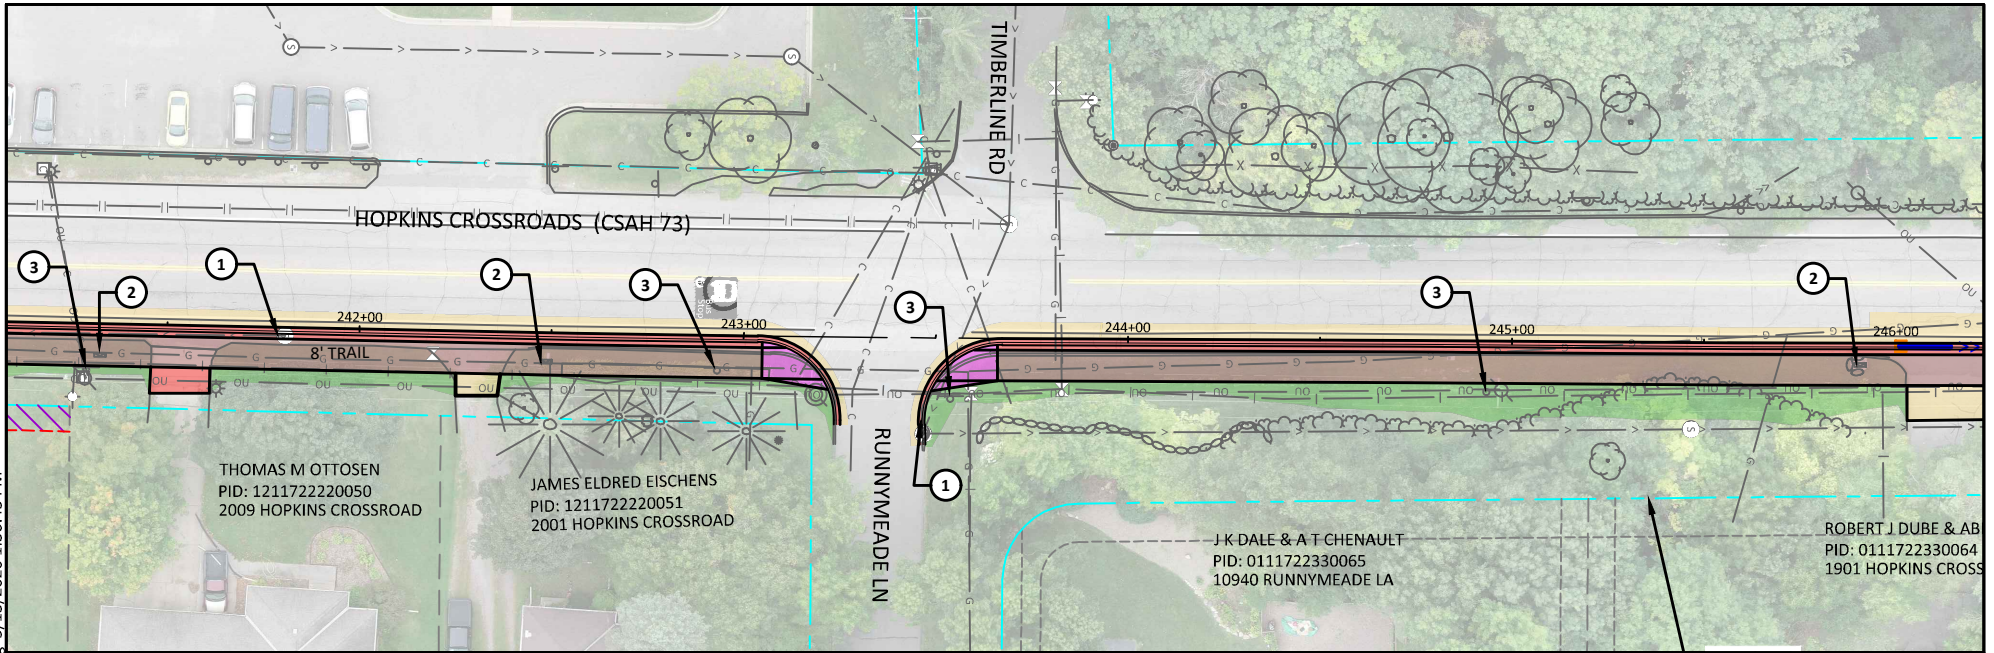 TIMBERLINE RD
HOPKINS CROSSROADS (CSAH 73)
3
2
1
2
3
3
3
2
242+00
243+00
244+00
245+00
246+00
8' TRAIL
Bus
Stop
1
THOMAS M OTTOSEN
PID: 1211722220050
2009 HOPKINS CROSSROAD
JAMES ELDRED EISCHENS
PID: 1211722220051
2001 HOPKINS CROSSROAD
RUNNYMEADE LN
J K DALE & A T CHENAULT
PID: 0111722330065
10940 RUNNYMEADE LA
ROBERT J DUBE & AB
PID: 0111722330064
1901 HOPKINS CROSS